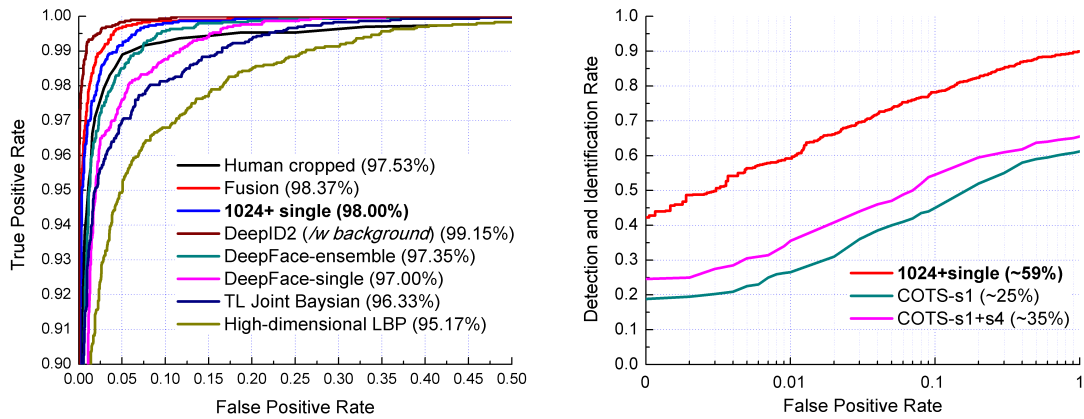 1.00
0.99
0.98
0.97
0.96
0.95
0.94
0.93
0.92
0.91
0.90
True Positive Rate
Human cropped (97.53%)
Fusion (98.37%)
1024+ single (98.00%)
DeepID2 (/w background) (99.15%)
DeepFace-ensemble (97.35%)
DeepFace-single (97.00%)
TL Joint Baysian (96.33%)
High-dimensional LBP (95.17%)
0.00 0.05 0.10 0.15 0.20 0.25 0.30 0.35 0.40 0.45 0.50
False Positive Rate
1.0
0.9
0.8
0.7
0.6
0.5
0.4
0.3
0.2
0.1
0.0
Detection and Identification Rate
1024+single (~59%)
COTS-s1 (~25%)
COTS-s1+s4 (~35%)
0 0.01 0.1 1
False Positive Rate